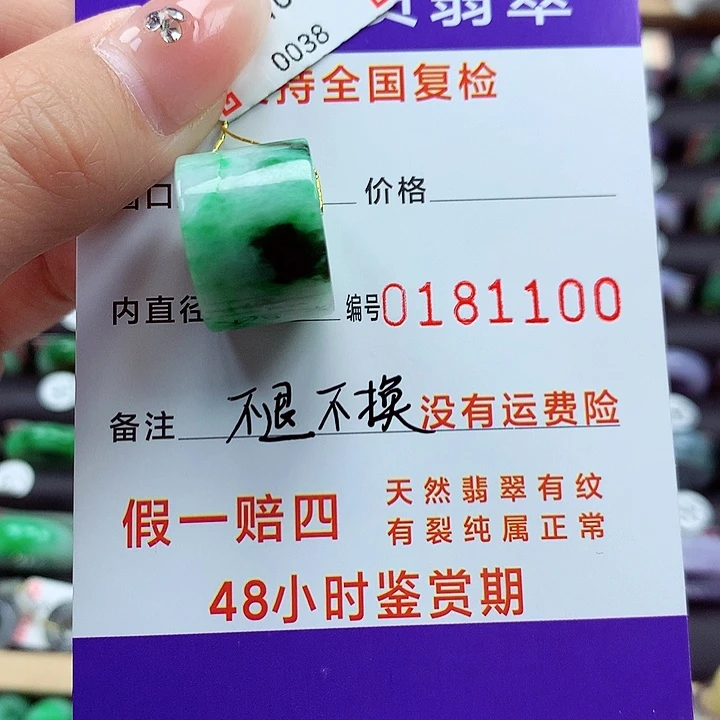 0038
翡翠
持全国复检
口
价格
内直径
编号0181100
备注 不退 不换 没有运费险
假一赔四
天然翡翠有纹
有裂纯属正常
48小时鉴赏期